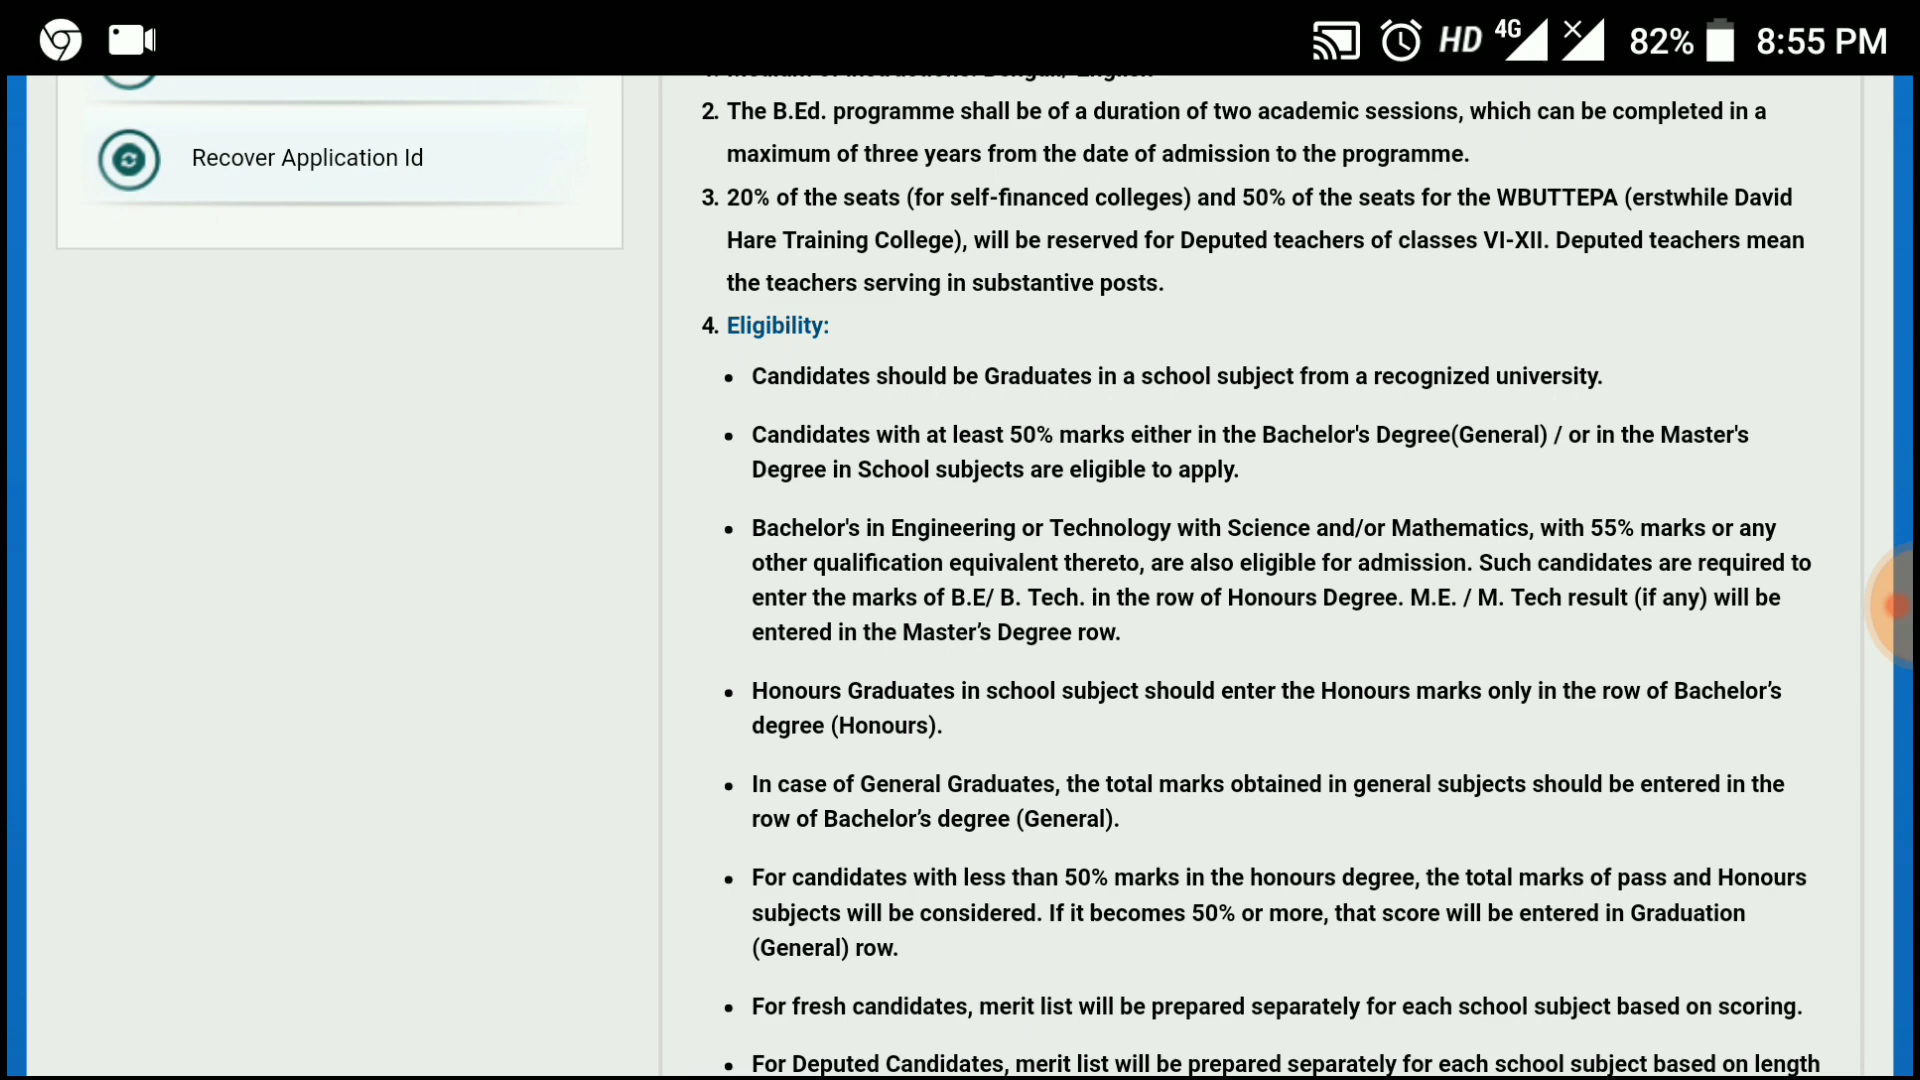 HD 4G 82% 8:55 PM
Recover Application Id
2. The B.Ed. programme shall be of a duration of two academic sessions, which can be completed in a
maximum of three years from the date of admission to the programme.
3. 20% of the seats (for self-financed colleges) and 50% of the seats for the WBUTTEPA (erstwhile David
Hare Training College), will be reserved for Deputed teachers of classes VI-XII. Deputed teachers mean
the teachers serving in substantive posts.
4. Eligibility:
• Candidates should be Graduates in a school subject from a recognized university.
• Candidates with at least 50% marks either in the Bachelor's Degree(General) / or in the Master's
Degree in School subjects are eligible to apply.
• Bachelor's in Engineering or Technology with Science and/or Mathematics, with 55% marks or any
other qualification equivalent thereto, are also eligible for admission. Such candidates are required to
enter the marks of B.E/ B. Tech. in the row of Honours Degree. M.E. / M. Tech result (if any) will be
entered in the Master’s Degree row.
• Honours Graduates in school subject should enter the Honours marks only in the row of Bachelor’s
degree (Honours).
• In case of General Graduates, the total marks obtained in general subjects should be entered in the
row of Bachelor’s degree (General).
• For candidates with less than 50% marks in the honours degree, the total marks of pass and Honours
subjects will be considered. If it becomes 50% or more, that score will be entered in Graduation
(General) row.
• For fresh candidates, merit list will be prepared separately for each school subject based on scoring.
• For Deputed Candidates, merit list will be prepared separately for each school subject based on length